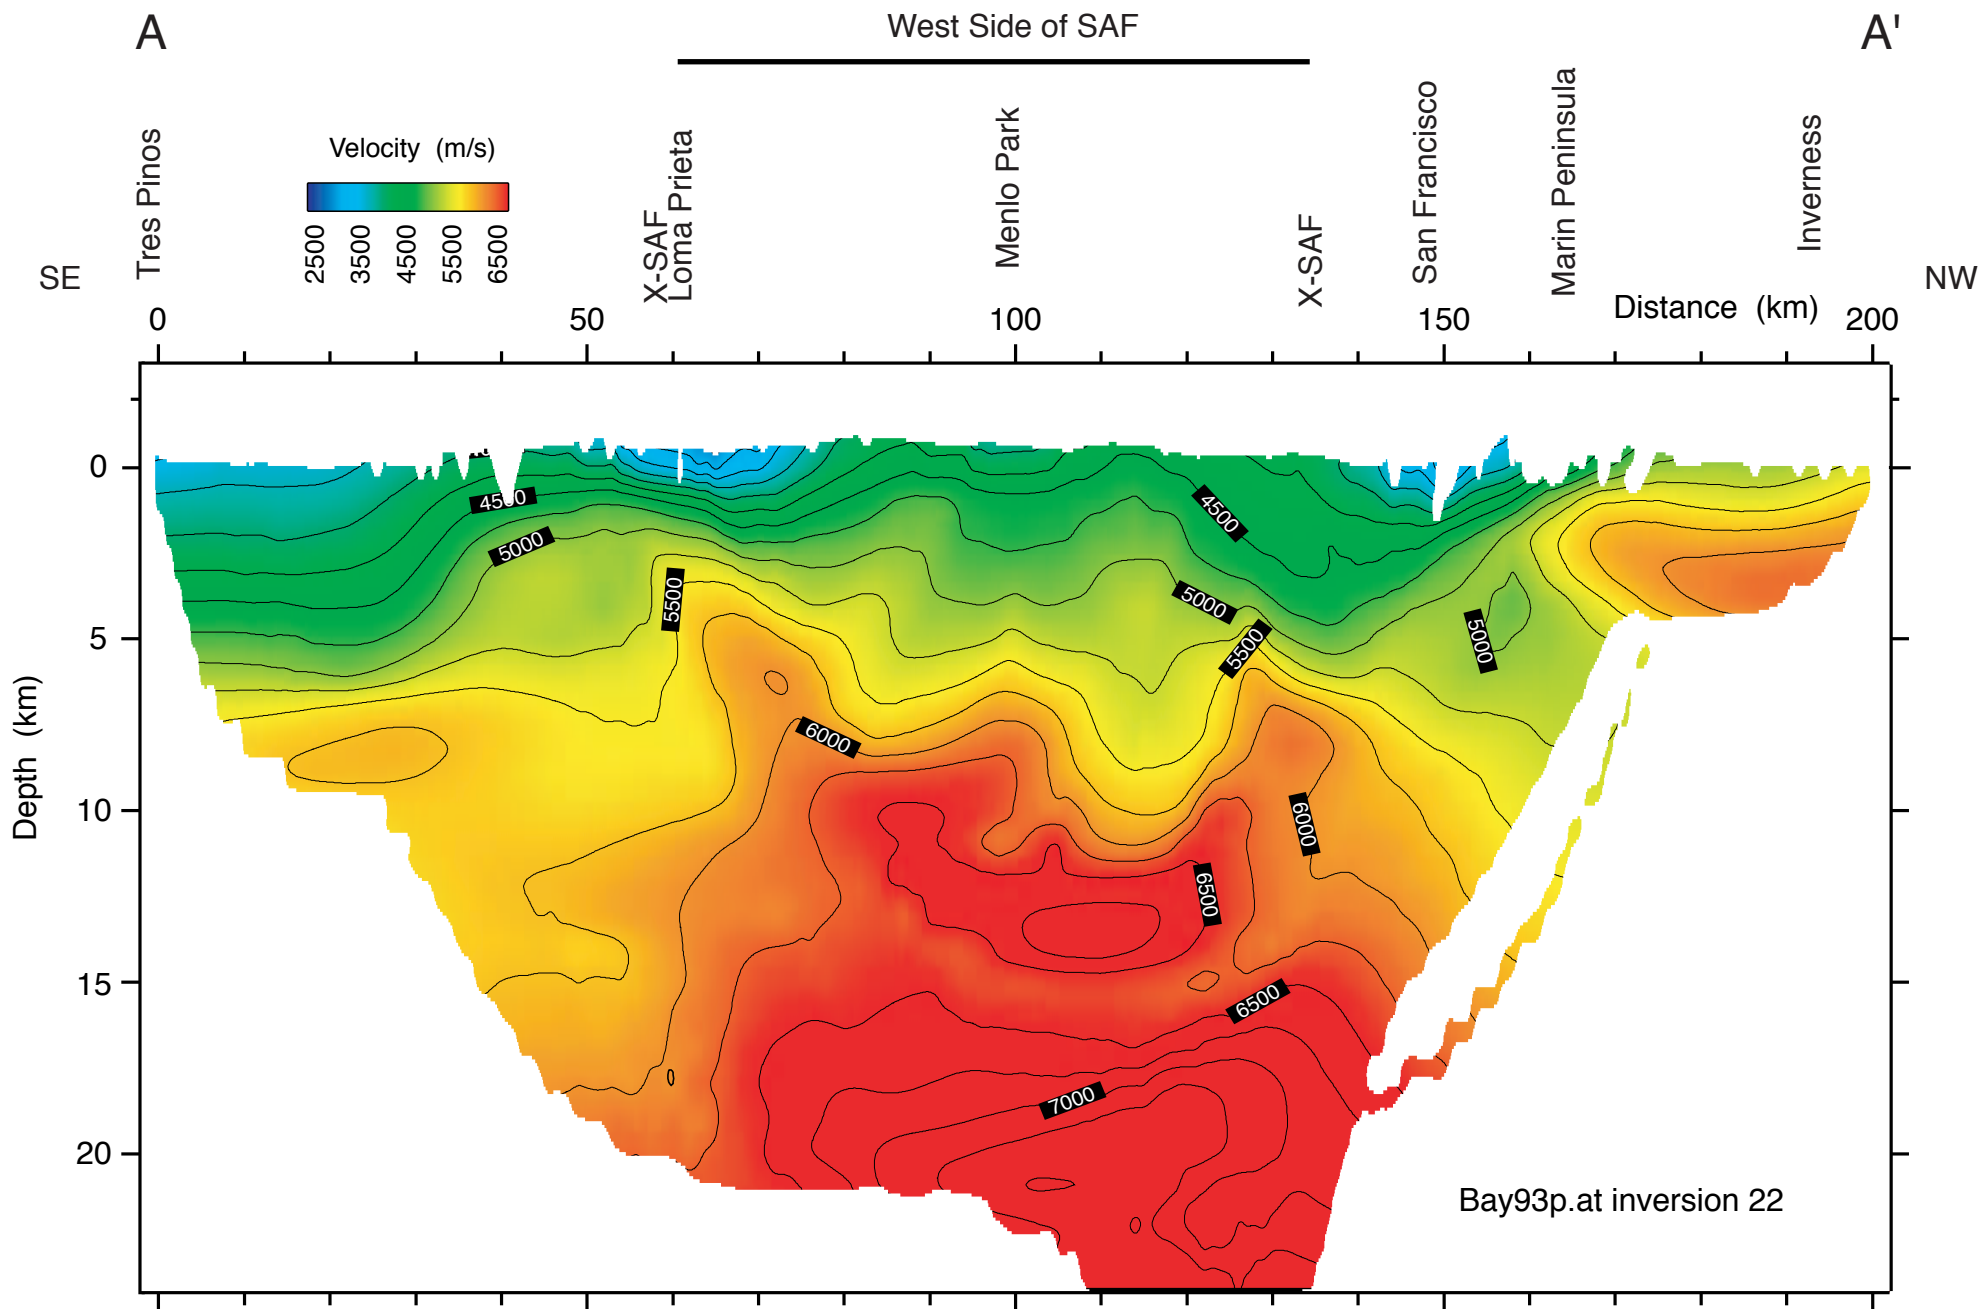 A
West Side of SAF
A'
Velocity (m/s)
2500
3500
4500
5500
6500
Tres Pinos
X-SAF
Loma Prieta
Menlo Park
X-SAF
San Francisco
Marin Peninsula
Inverness
SE
NW
Distance (km)
0
50
100
150
200
Depth (km)
0
5
10
15
20
4500
5000
5500
6000
4500
5000
5500
5000
6000
6500
6500
7000
Bay93p.at inversion 22